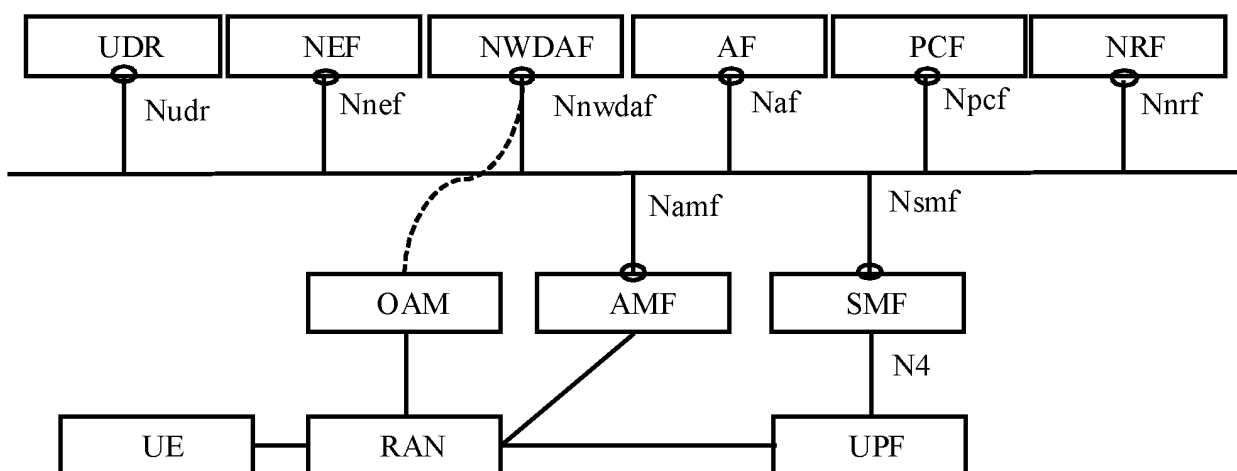 UDR NEF NWDAF AF PCF NRF
Nudr Nnef Nnwdaf Naf Npcf Nnrf
Namf Nsmf
OAM AMF SMF
N4
UE RAN UPF